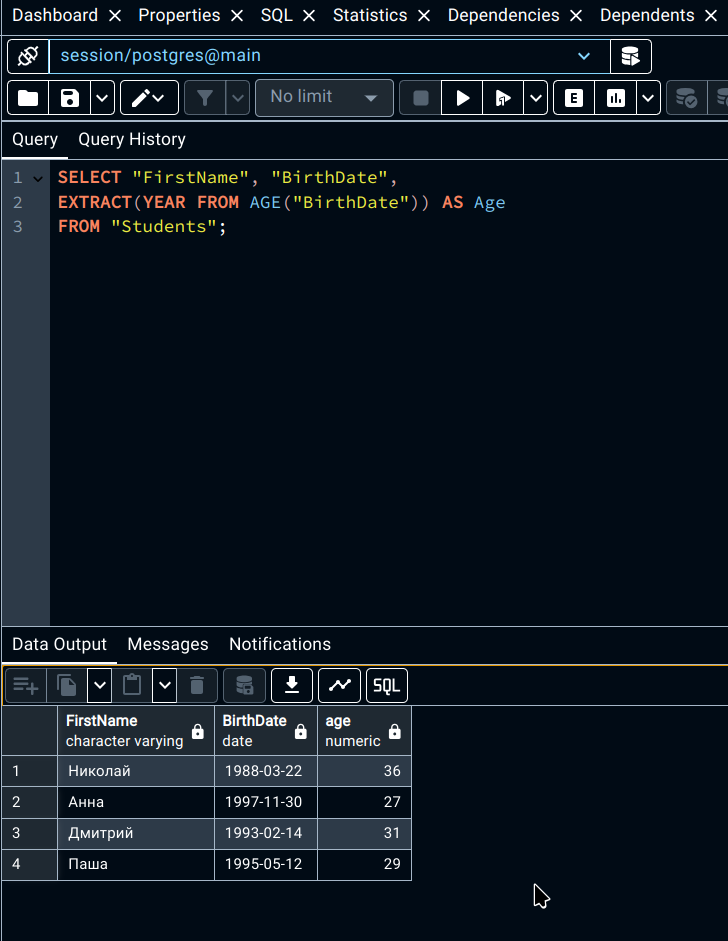 Dashboard Properties SQL Statistics Dependencies Dependents
session/postgres@main
No limit E
Query Query History
1 SELECT "FirstName", "BirthDate",
2 EXTRACT(YEAR FROM AGE("BirthDate")) AS Age
3 FROM "Students";
Data Output Messages Notifications
SQL
FirstName BirthDate age
character varying date numeric
1 Николай 1988-03-22 36
2 Анна 1997-11-30 27
3 Дмитрий 1993-02-14 31
4 Паша 1995-05-12 29